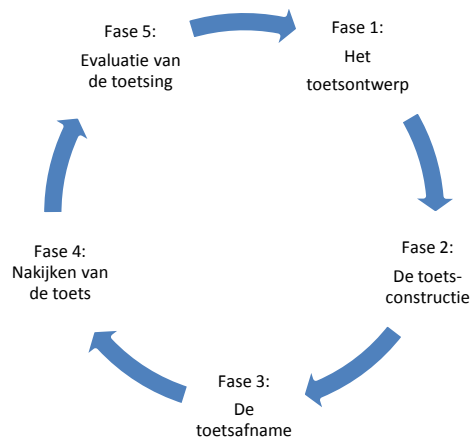 Fase 1:
Het
toetsontwerp
Fase 2:
De toets-
constructie
Fase 3:
De
toetsafname
Fase 4:
Nakijken van
de toets
Fase 5:
Evaluatie van
de toetsing